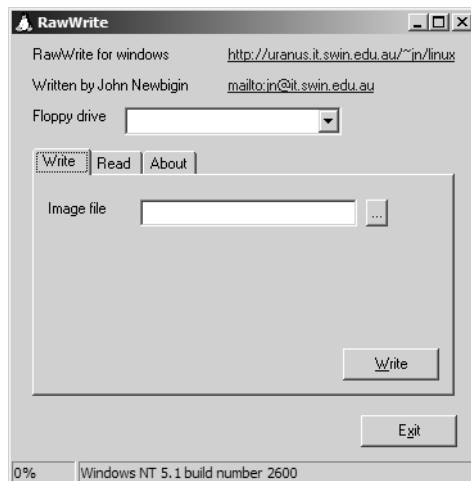 RawWrite
RawWrite for windows http://uranus.it.swin.edu.au/~jn/linux
Written by John Newbigin mailto:jn@it.swin.edu.au
Floppy drive
Write Read About
Image file ...
Write
Exit
0% Windows NT 5.1 build number 2600